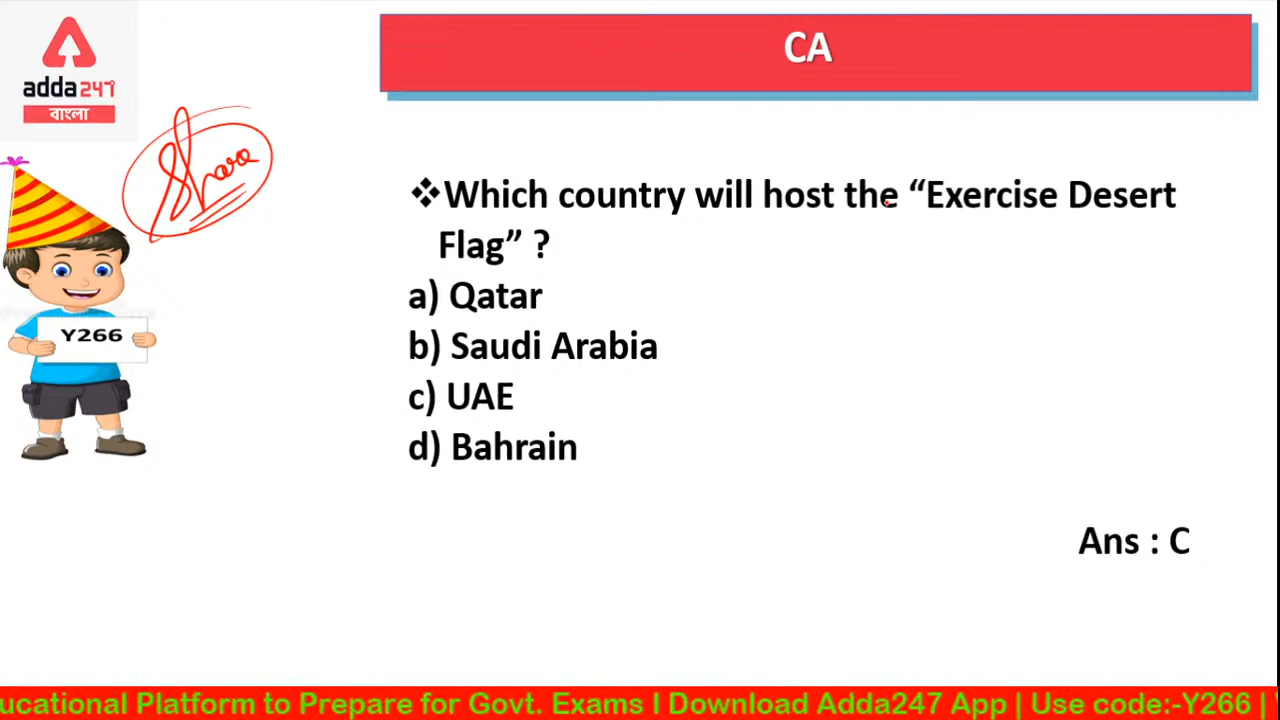 CA
adda247
বাংলা
Share
Y266
❖Which country will host the “Exercise Desert
Flag” ?
a) Qatar
b) Saudi Arabia
c) UAE
d) Bahrain
Ans : C
ucational Platform to Prepare for Govt. Exams I Download Adda247 App | Use code:-Y266 |